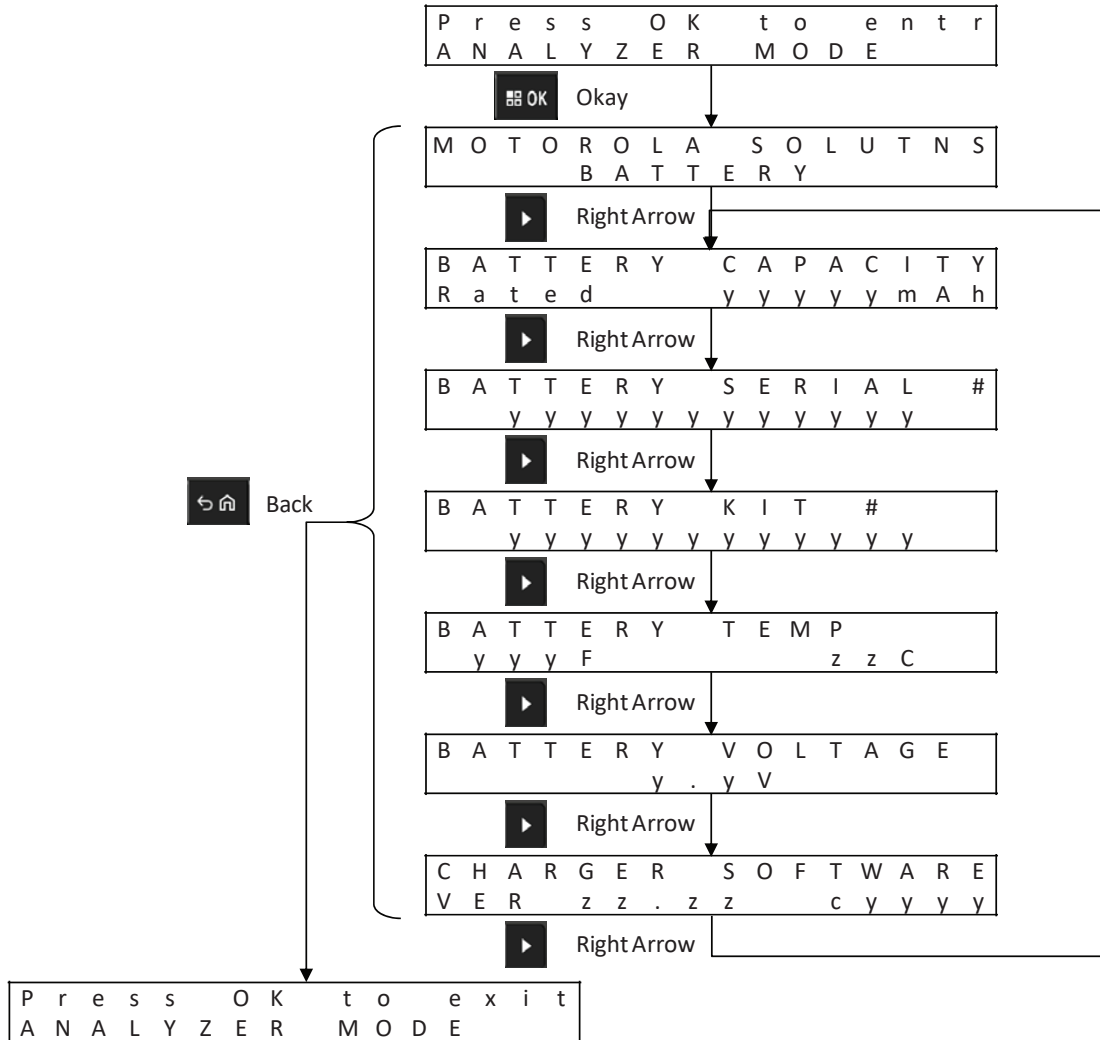 Press OK to entr
ANALYZER MODE
OK Okay
MOTOROLA SOLUTNS
BATTERY
Right Arrow
BATTERY CAPACITY
Rated yyyyymAh
Right Arrow
BATTERY SERIAL #
yyyyyyyyyyyy
Right Arrow
BATTERY KIT #
yyyyyyyyyyyy
Right Arrow
Back
BATTERY TEMP
yyyF zzC
Right Arrow
BATTERY VOLTAGE
y.yV
Right Arrow
CHARGER SOFTWARE
VER zz.zz cyyyy
Right Arrow
Press OK to exit
ANALYZER MODE